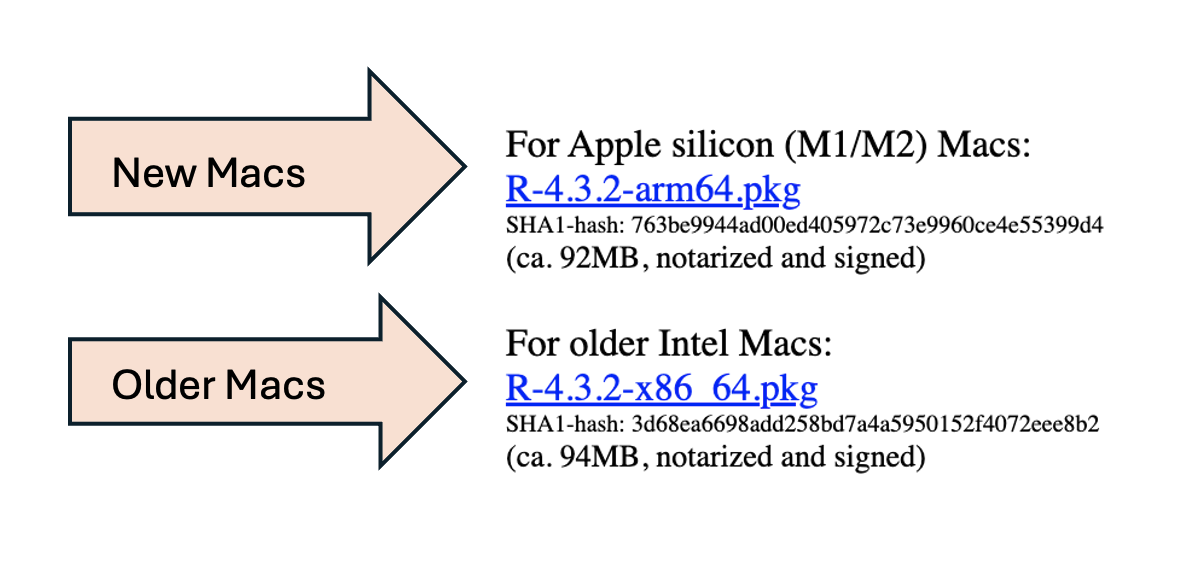 New Macs
For Apple silicon (M1/M2) Macs:
R-4.3.2-arm64.pkg
SHA1-hash: 763be9944ad00ed405972c73e9960ce4e55399d4
(ca. 92MB, notarized and signed)
Older Macs
For older Intel Macs:
R-4.3.2-x86_64.pkg
SHA1-hash: 3d68ea6698add258bd7a4a5950152f4072eee8b2
(ca. 94MB, notarized and signed)